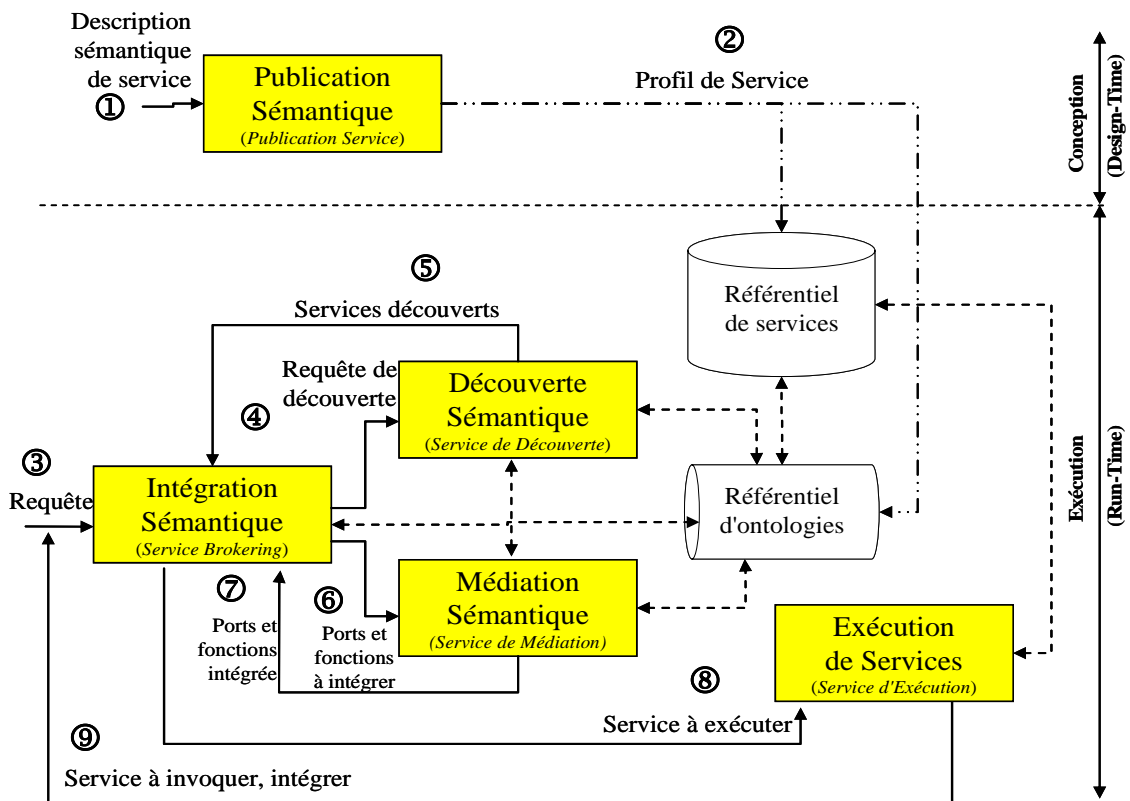 Description
sémantique
de service
①
Publication
Sémantique
(Publication Service)
②
Profil de Service
Conception
(Design-Time)
⑤
Services découverts
Référentiel
de services
Requête de
découverte
Découverte
Sémantique
(Service de Découverte)
④
③
Requête
Intégration
Sémantique
(Service Brokering)
Référentiel
d'ontologies
Exécution
(Run-Time)
⑦
Ports et
fonctions
intégrée
⑥
Ports et
fonctions
à intégrer
Médiation
Sémantique
(Service de Médiation)
Exécution
de Services
(Service d'Exécution)
⑧
Service à exécuter
⑨
Service à invoquer, intégrer